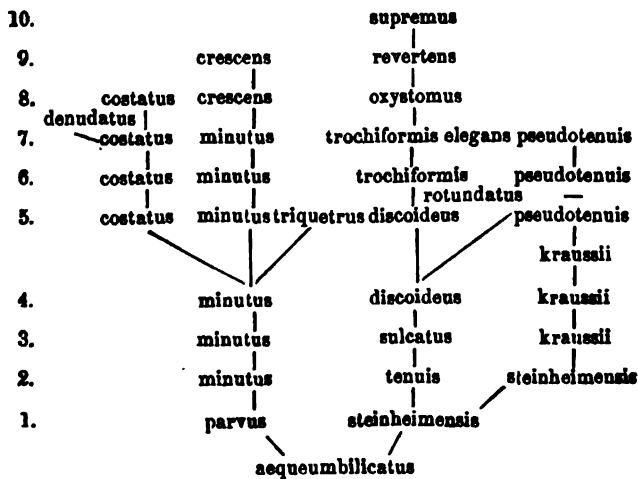 10. supremus
9. crescens revertens
8. costatus crescens oxystomus
denudatus
7. costatus minutus trochiformis elegans pseudotenuis
6. costatus minutus trochiformis pseudotenuis
rotundatus
5. costatus minutus triquetrus discoideus pseudotenuis
kraussii
4. minutus discoideus kraussii
3. minutus sulcatus kraussii
2. minutus tenuis steinheimensis
1. parvus steinheimensis
aequeumbilicatus